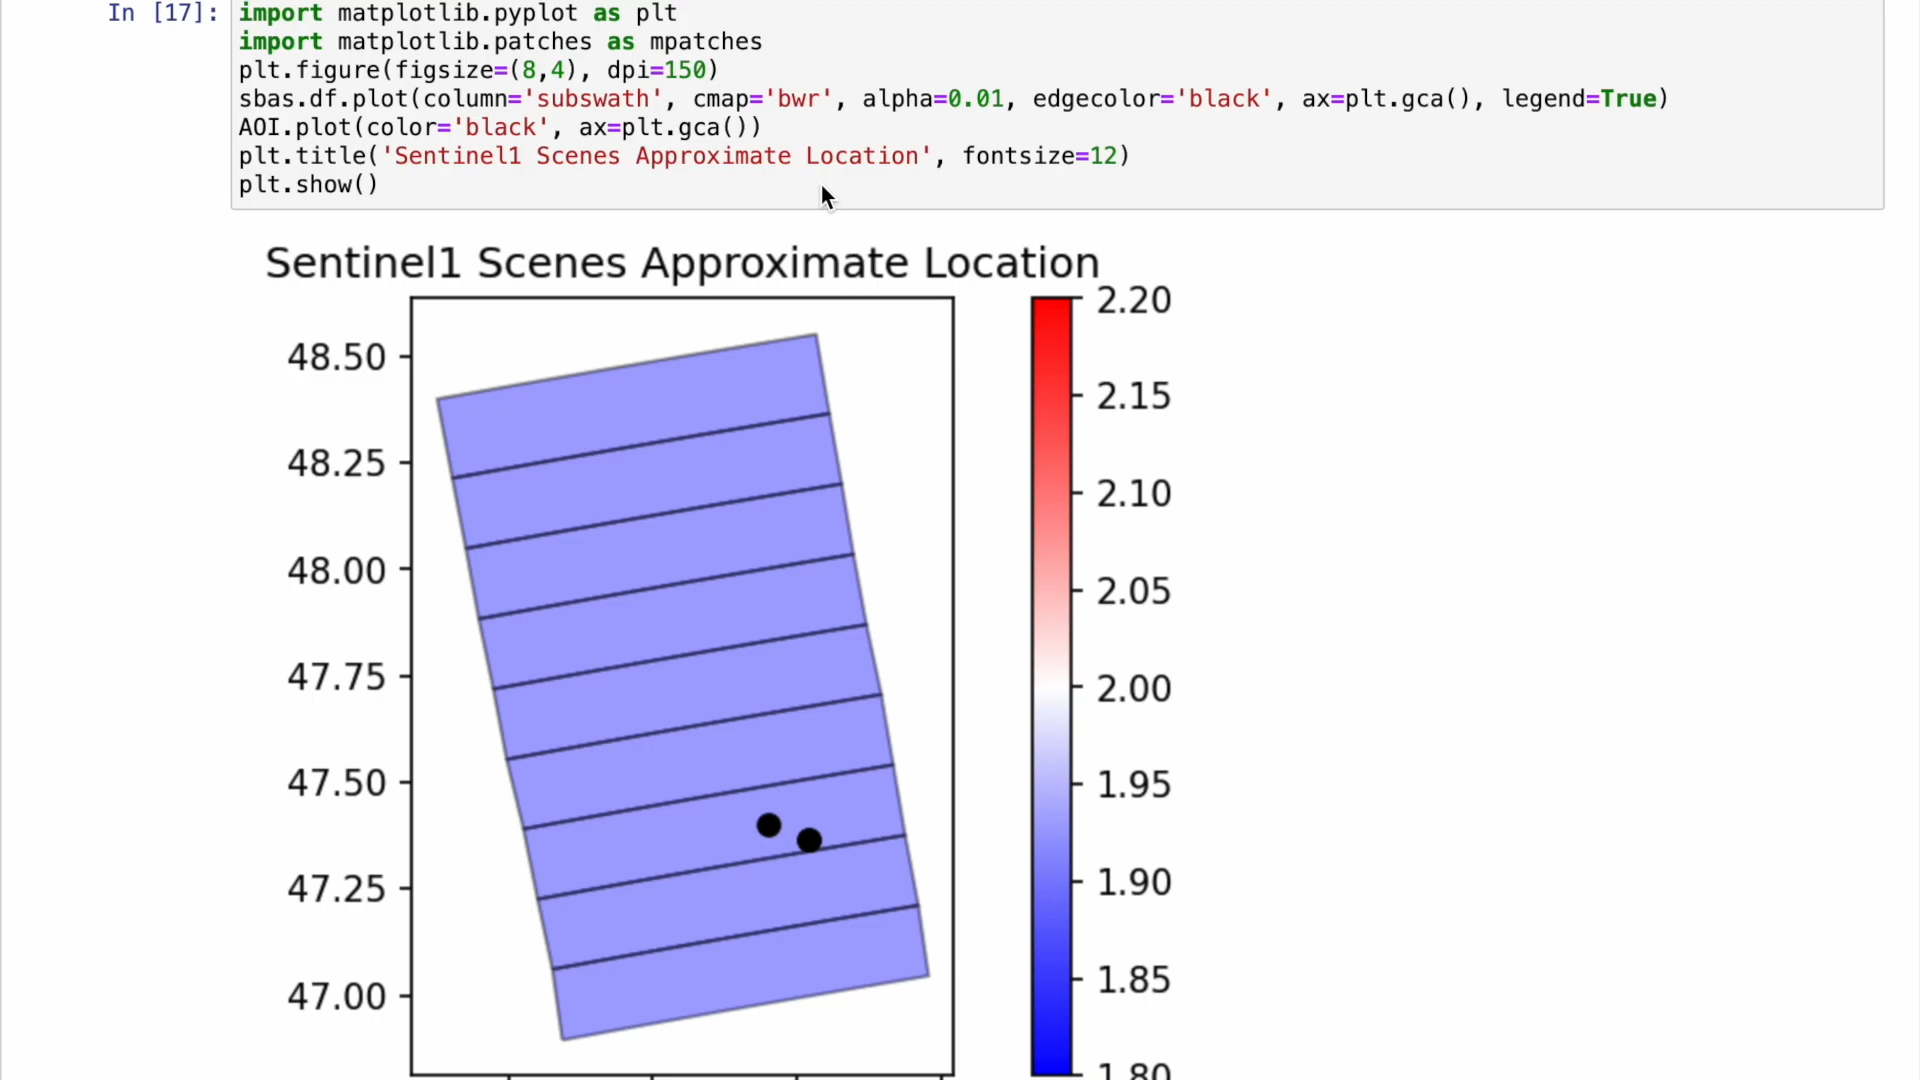 In [17]:
import matplotlib.pyplot as plt
import matplotlib.patches as mpatches
plt.figure(figsize=(8,4), dpi=150)
sbas.df.plot(column='subswath', cmap='bwr', alpha=0.01, edgecolor='black', ax=plt.gca(), legend=True)
AOI.plot(color='black', ax=plt.gca())
plt.title('Sentinel1 Scenes Approximate Location', fontsize=12)
plt.show()
Sentinel1 Scenes Approximate Location
48.50
48.25
48.00
47.75
47.50
47.25
47.00
2.20
2.15
2.10
2.05
2.00
1.95
1.90
1.85
1.80